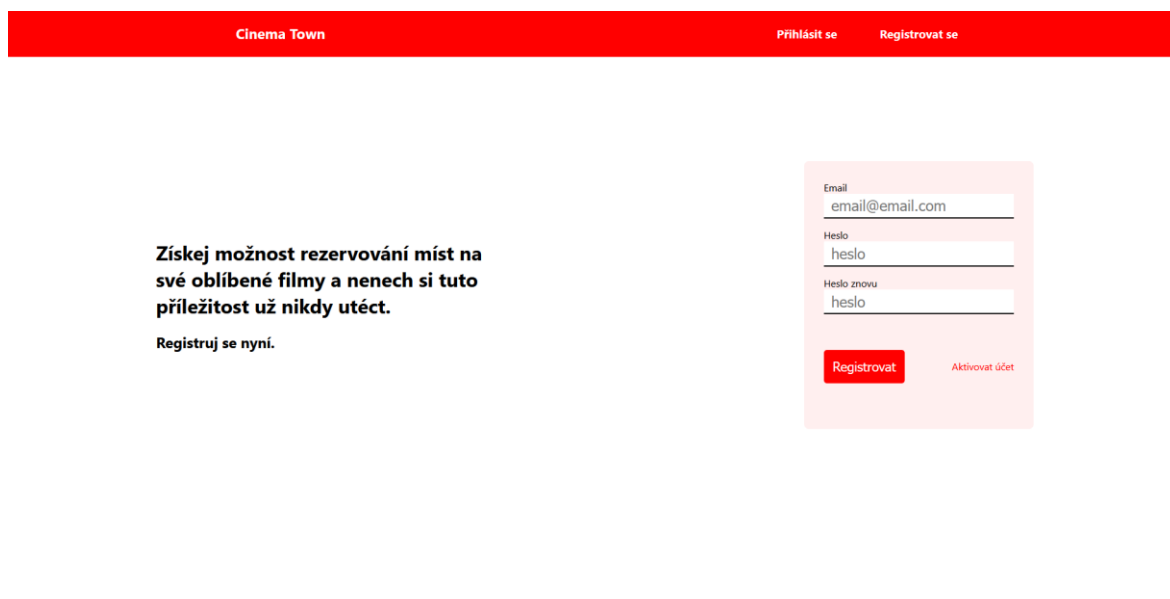 Cinema Town
Přihlásit se
Registrovat se
Získej možnost rezervování míst na
své oblíbené filmy a nenech si tuto
příležitost už nikdy utéct.
Registruj se nyní.
Email
email@email.com
Heslo
heslo
Heslo znovu
heslo
Registrovat
Aktivovat účet